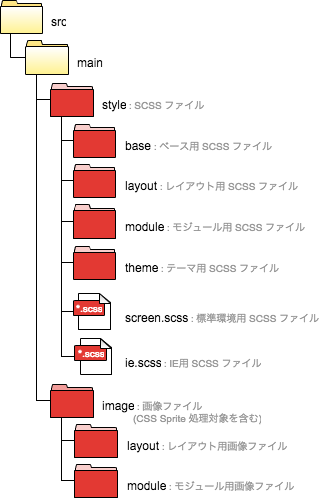 src
main
style : SCSS ファイル
base : ベース用 SCSS ファイル
layout : レイアウト用 SCSS ファイル
module : モジュール用 SCSS ファイル
theme : テーマ用 SCSS ファイル
*.scss
screen.scss : 標準環境用 SCSS ファイル
*.scss
ie.scss : IE用 SCSS ファイル
image : 画像ファイル
(CSS Sprite 処理対象を含む)
layout : レイアウト用画像ファイル
module : モジュール用画像ファイル